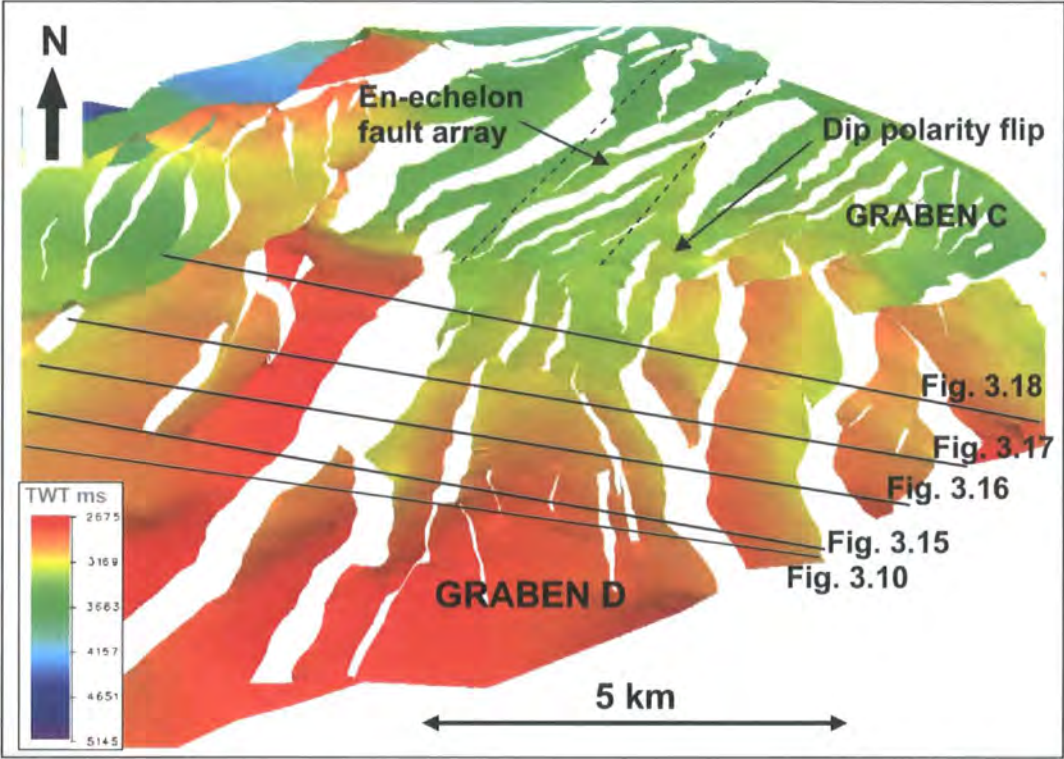 N
En-echelon
fault array
Dip polarity flip
GRABEN C
Fig. 3.18
Fig. 3.17
Fig. 3.16
Fig. 3.15
Fig. 3.10
GRABEN D
5 km
TWT ms
2675
3169
3663
4157
4651
5145